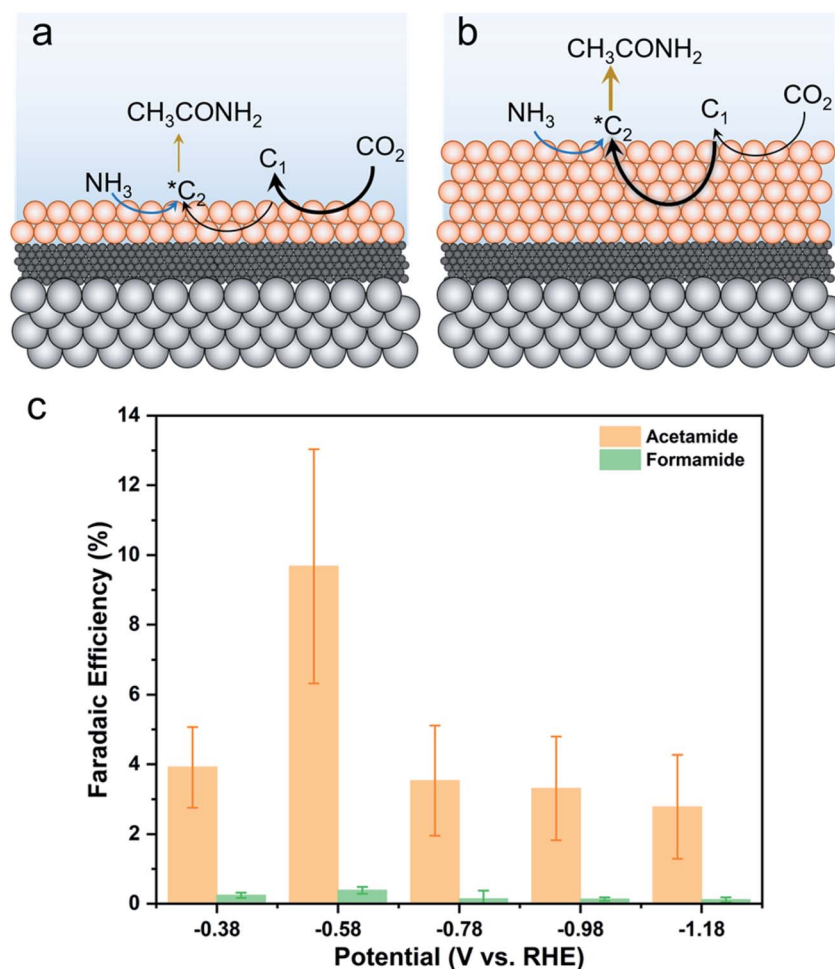 a
CH₃CONH₂
NH₃
*C₂
C₁
CO₂
b
CH₃CONH₂
NH₃
*C₂
C₁
CO₂
c
14
12
10
8
6
4
2
0
Faradaic Efficiency (%)
Acetamide
Formamide
-0.38 -0.58 -0.78 -0.98 -1.18
Potential (V vs. RHE)